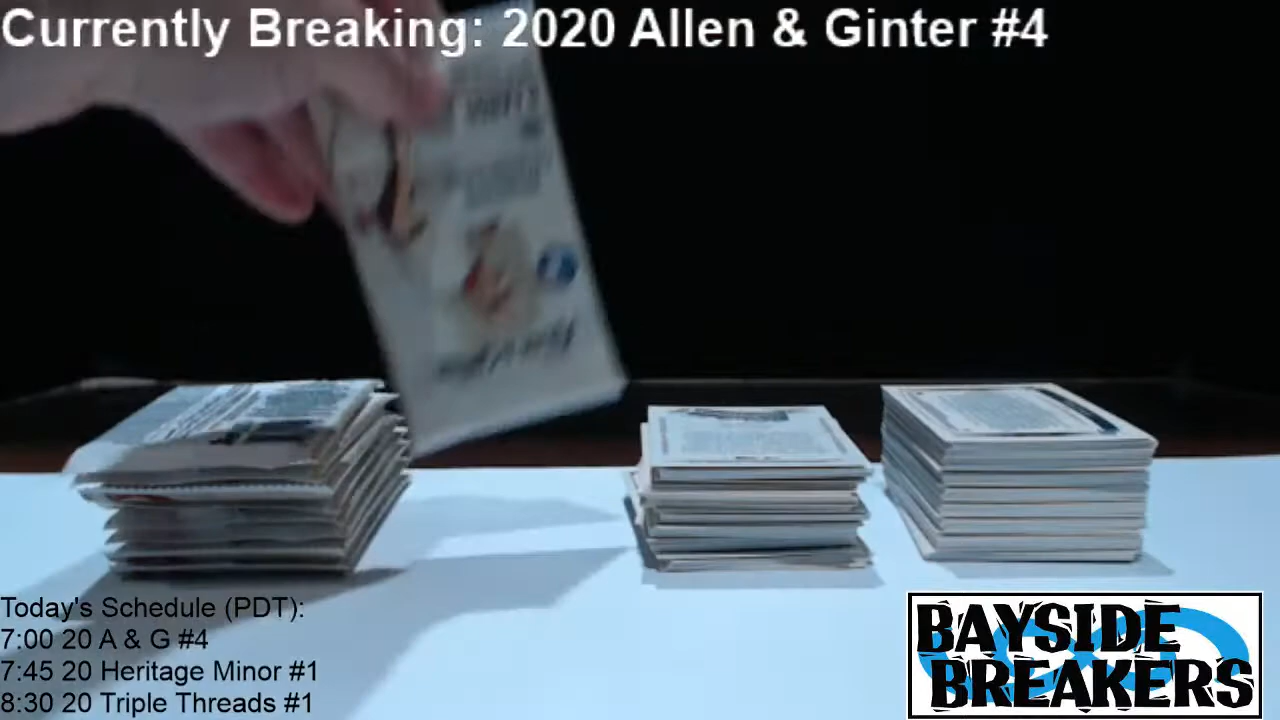 Currently Breaking: 2020 Allen & Ginter #4
Today's Schedule (PDT):
7:00 20 A & G #4
7:45 20 Heritage Minor #1
8:30 20 Triple Threads #1
BAYSIDE
BREAKERS